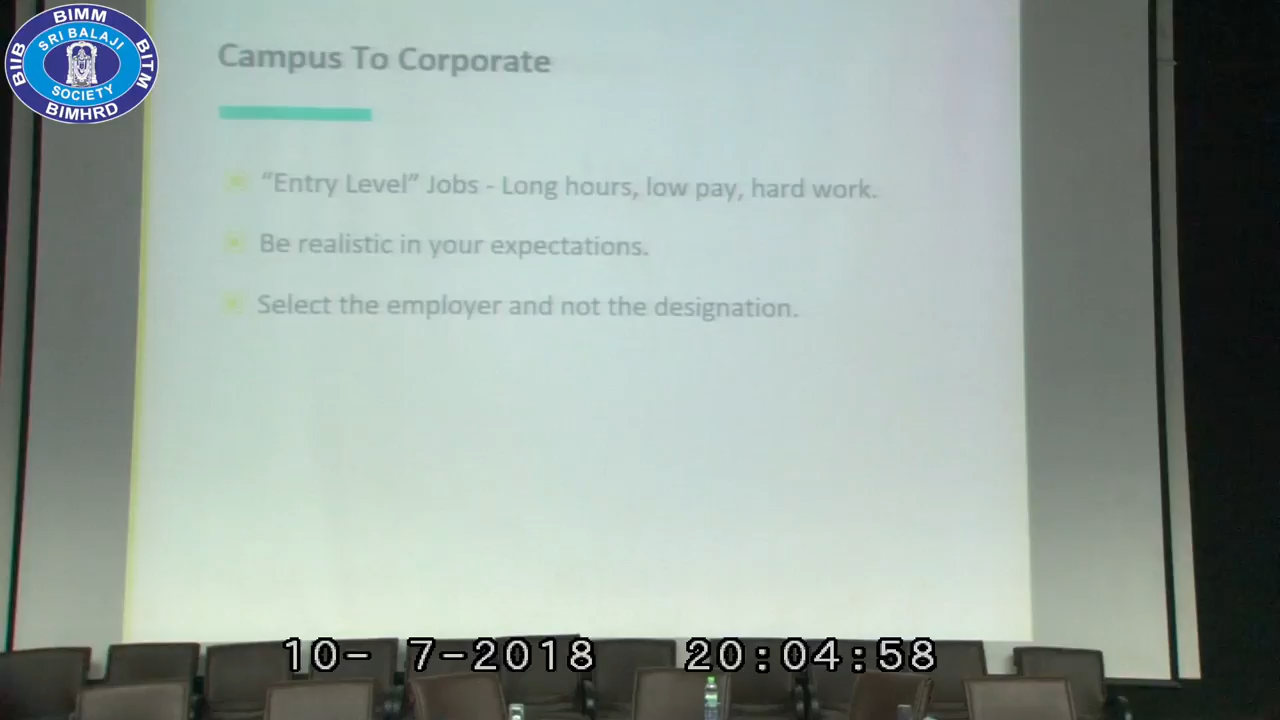 BIMM
BIIB
SRI BALAJI
BITM
SOCIETY
BIMHRD
Campus To Corporate
“Entry Level” Jobs - Long hours, low pay, hard work.
Be realistic in your expectations.
Select the employer and not the designation.
10- 7-2018 20:04:58